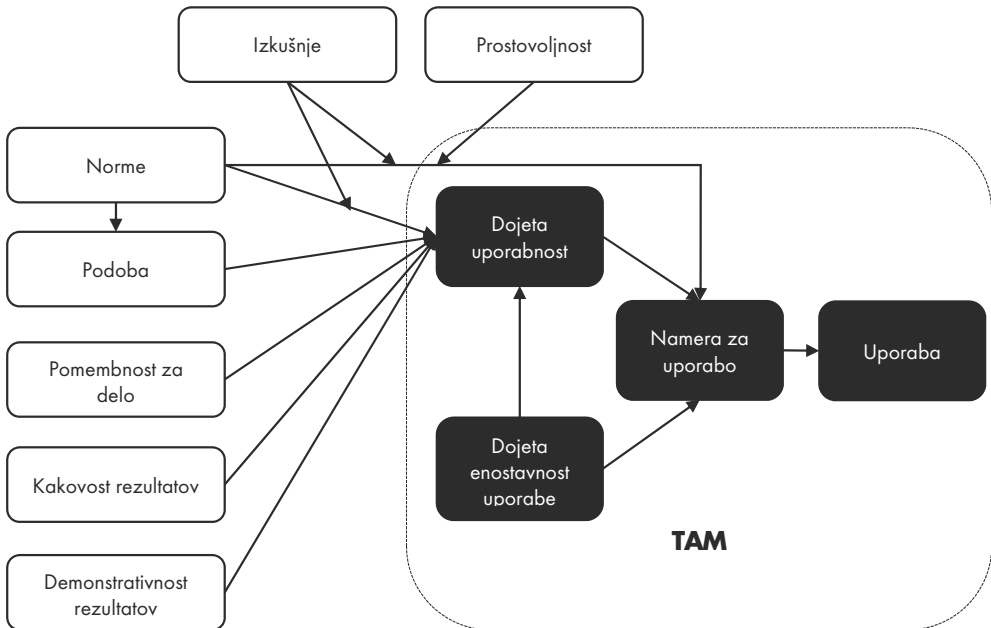 Izkušnje
Prostovoljnost
Norme
Podoba
Pomembnost za
delo
Kakovost rezultatov
Demonstrativnost
rezultatov
Dojeta
uporabnost
Namera za
uporabo
Uporaba
Dojeta
enostavnost
uporabe
TAM